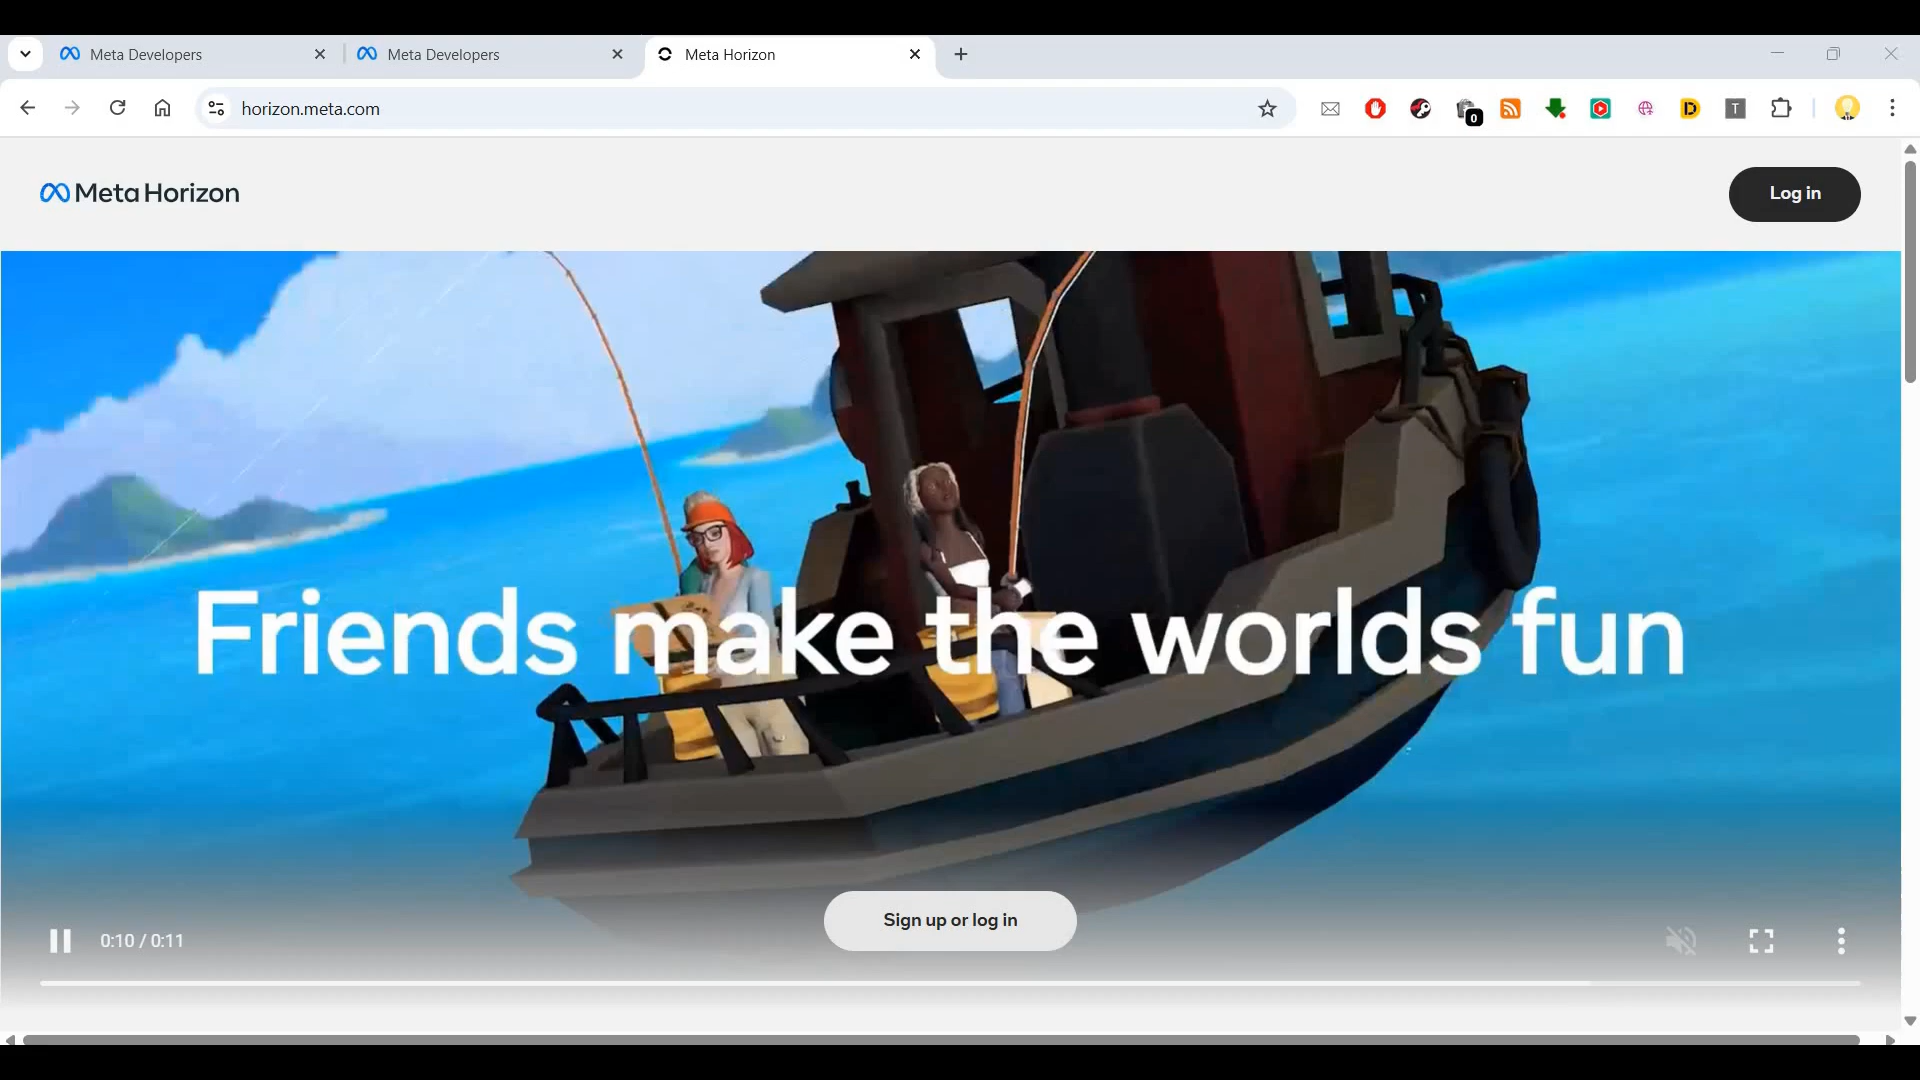 Meta Developers
Meta Developers
Meta Horizon
horizon.meta.com
0
D
T
Meta Horizon
Log in
Friends make the worlds fun
Sign up or log in
0:10 / 0:11